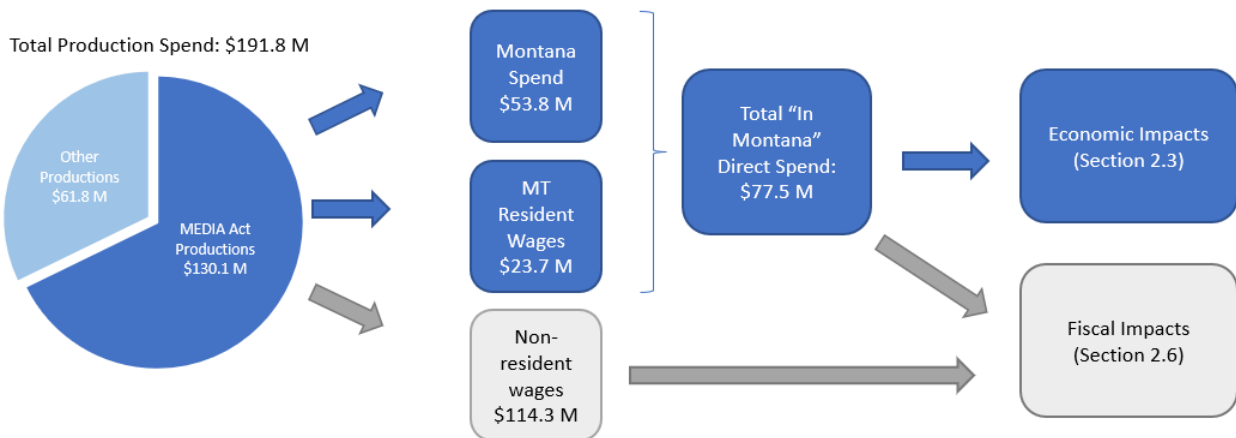 Total Production Spend: $191.8 M
Other
Productions
$61.8 M
MEDIA Act
Productions
$130.1 M
Montana
Spend
$53.8 M
MT
Resident
Wages
$23.7 M
Non-
resident
wages
$114.3 M
Total “In
Montana”
Direct Spend:
$77.5 M
Economic Impacts
(Section 2.3)
Fiscal Impacts
(Section 2.6)